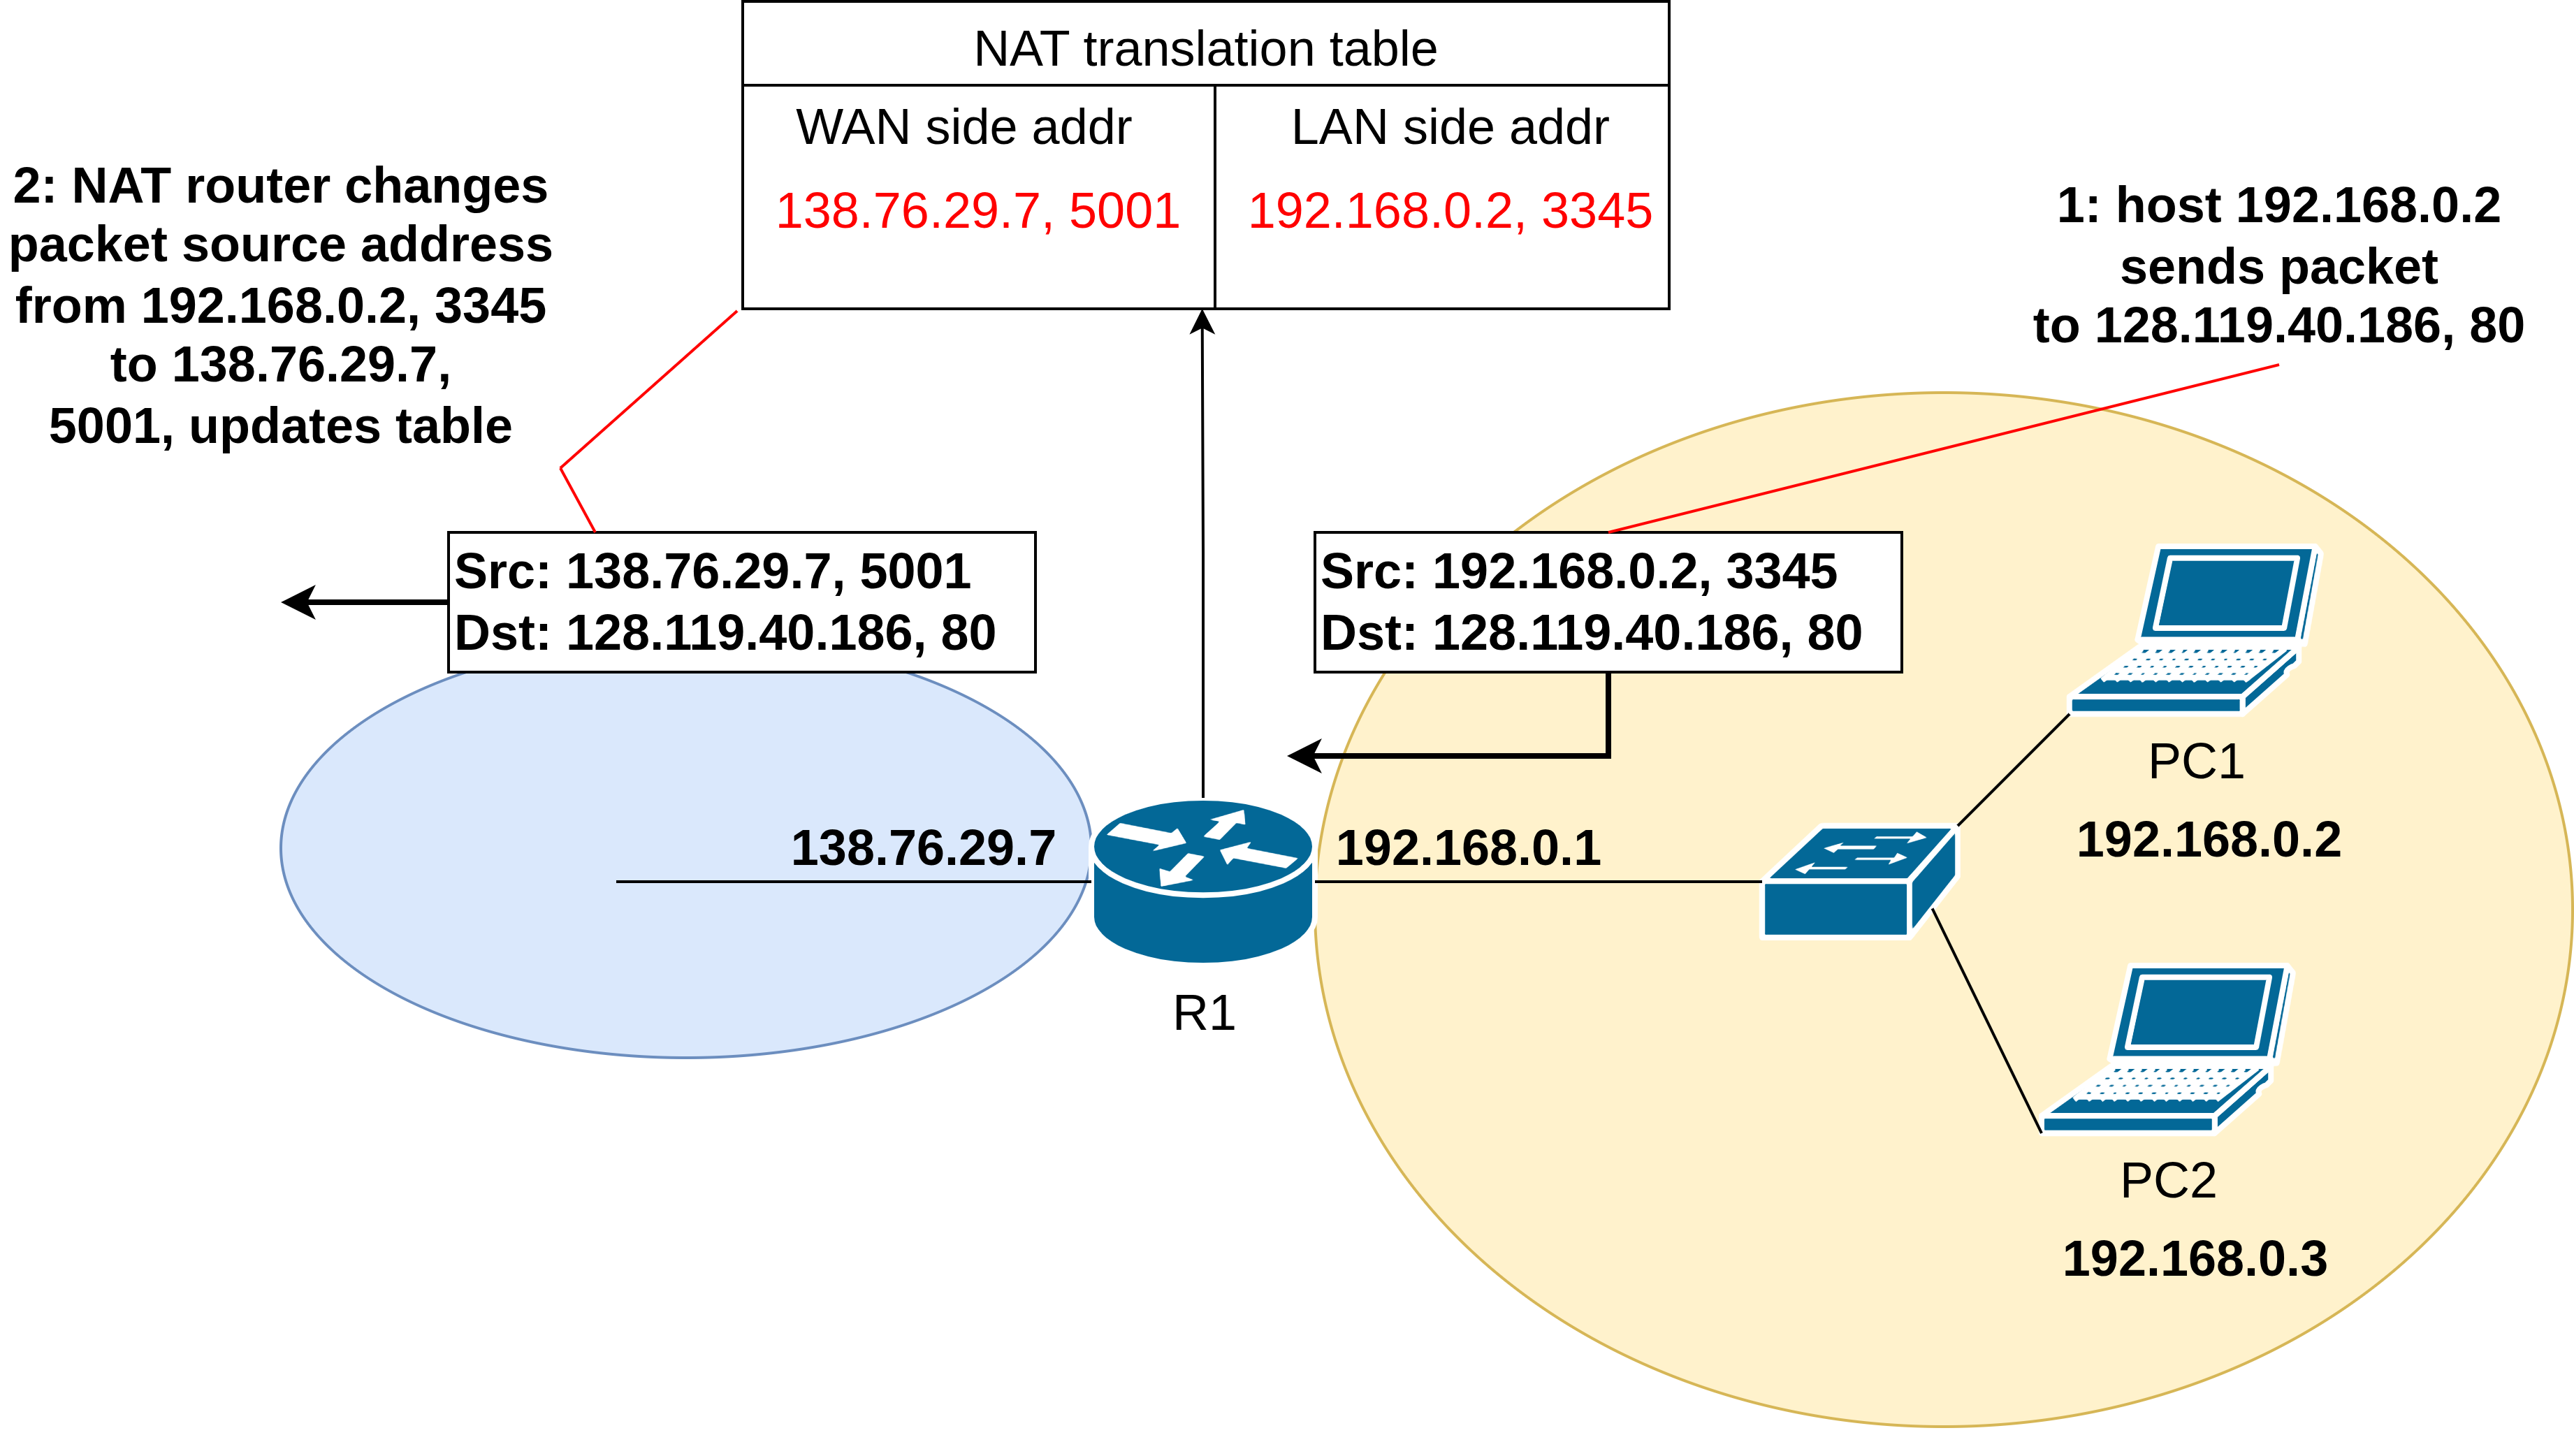 NAT translation table
WAN side addr
LAN side addr
138.76.29.7, 5001
192.168.0.2, 3345
2: NAT router changes
packet source address
from 192.168.0.2, 3345
to 138.76.29.7,
5001, updates table
1: host 192.168.0.2
sends packet
to 128.119.40.186, 80
Src: 138.76.29.7, 5001
Dst: 128.119.40.186, 80
Src: 192.168.0.2, 3345
Dst: 128.119.40.186, 80
138.76.29.7
192.168.0.1
R1
PC1
192.168.0.2
PC2
192.168.0.3